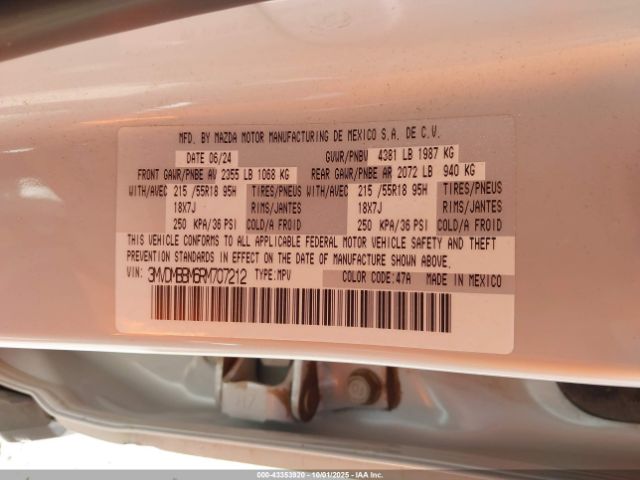 MFD. BY MAZDA MOTOR MANUFACTURING DE MEXICO S.A. DE C.V.
DATE 06/24 GVWR/PNBV 4381 LB 1987 KG
FRONT GAWR/PNBE AV 2355 LB 1068 KG REAR GAWR/PNBE AR 2072 LB 940 KG
WITH/AVEC 215 /55R18 95H TIRES/PNEUS WITH/AVEC 215 /55R18 95H TIRES/PNEUS
18X7J RIMS/JANTES 18X7J RIMS/JANTES
250 KPA/36 PSI COLD/A FROID 250 KPA/36 PSI COLD/A FROID
THIS VEHICLE CONFORMS TO ALL APPLICABLE FEDERAL MOTOR VEHICLE SAFETY AND THEFT
PREVENTION STANDARDS IN EFFECT ON THE DATE OF MANUFACTURE SHOWN ABOVE.
VIN: 3MVDMBBM6RM707212 TYPE:MPV COLOR CODE:47A MADE IN MEXICO
000-43353920 - 10/01/2025 - IAAI.com